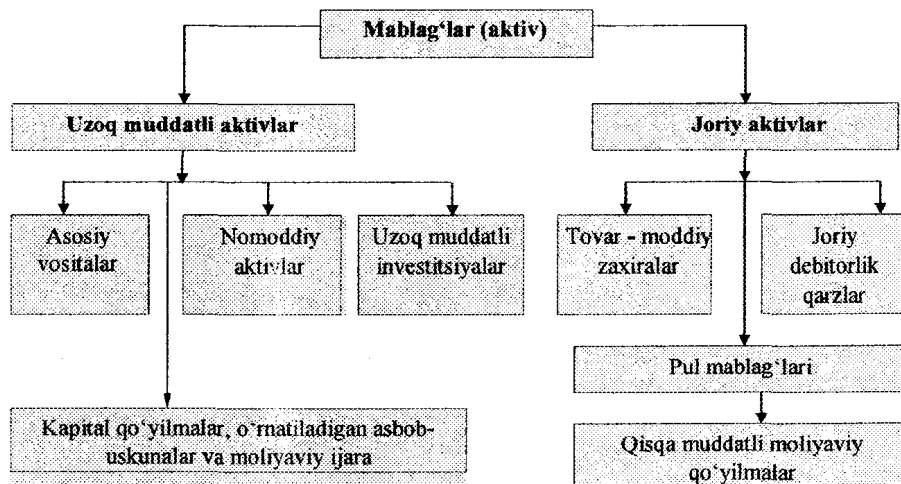 Mablag‘lar (aktiv)
Uzoq muddatli aktivlar
Joriy aktivlar
Asosiy
vositalar
Nomoddiy
aktivlar
Uzoq muddatli
investitsiyalar
Tovar - moddiy
zaxiralar
Joriy
debitorlik
qarzlar
Pul mablag‘lari
Kapital qo‘yilmalar, o‘rnatiladigan asbob-
uskunalar va moliyaviy ijara
Qisqa muddatli moliyaviy
qo‘yilmalar